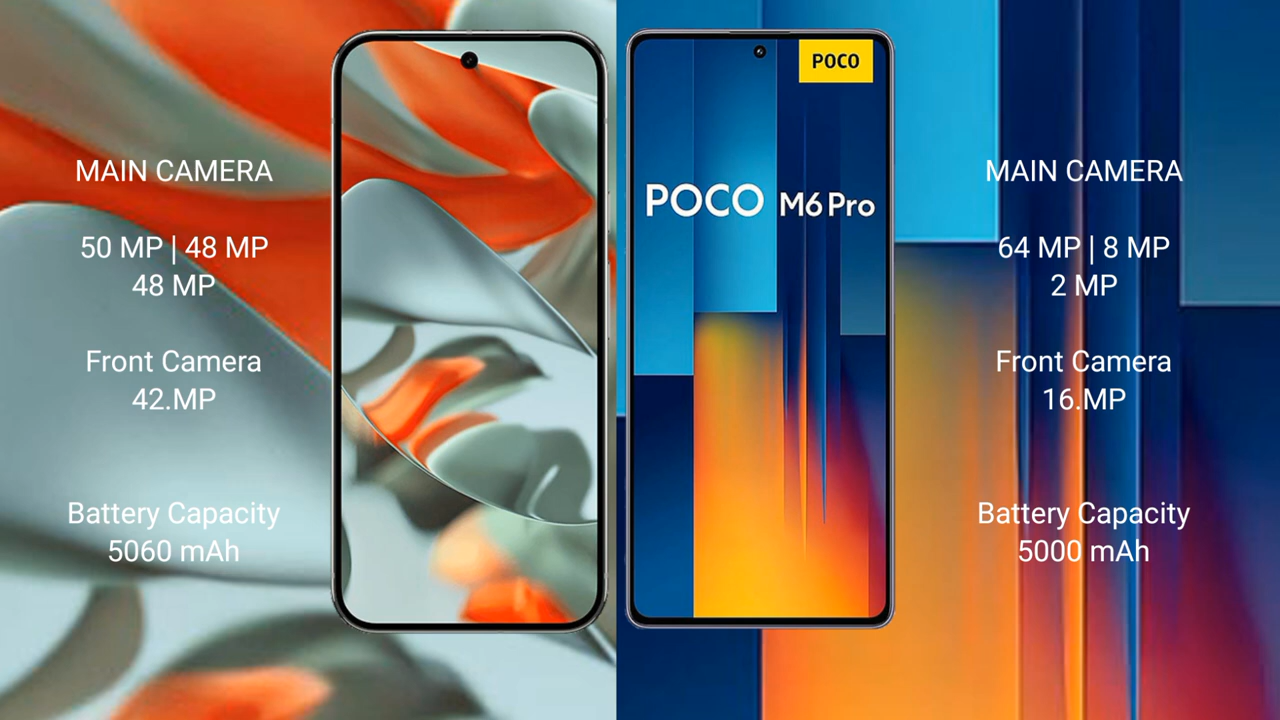 MAIN CAMERA
50 MP | 48 MP
48 MP
Front Camera
42.MP
Battery Capacity
5060 mAh
POCO
POCO M6 Pro
MAIN CAMERA
64 MP | 8 MP
2 MP
Front Camera
16.MP
Battery Capacity
5000 mAh